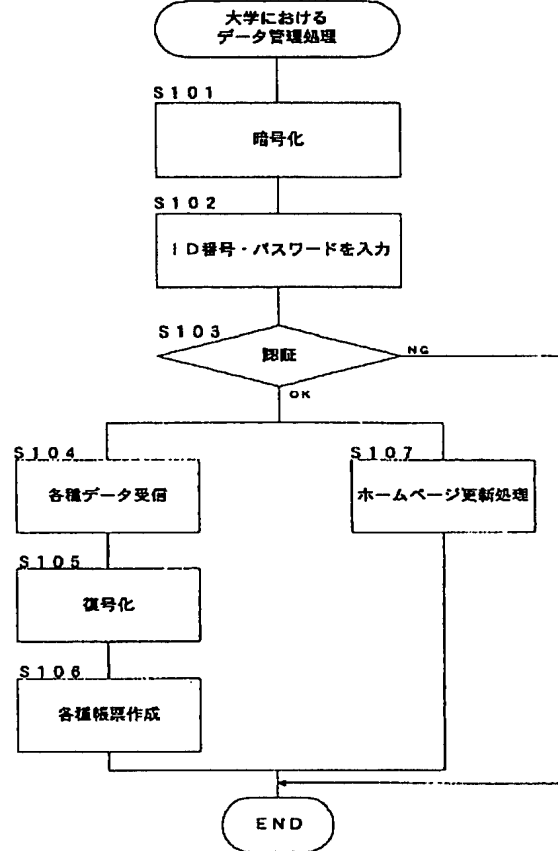 大学における
データ管理処理
S101
暗号化
S102
ID番号・パスワードを入力
S103
認証
NG
OK
S104
各種データ受信
S105
復号化
S106
各種帳票作成
S107
ホームページ更新処理
END